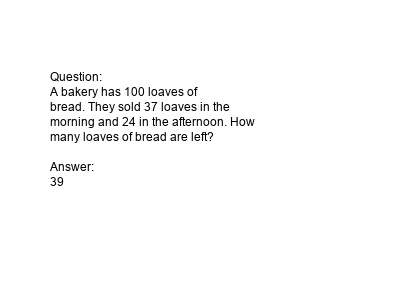 Question:
A bakery has 100 loaves of
bread. They sold 37 loaves in the
morning and 24 in the afternoon. How
many loaves of bread are left?

Answer:
39